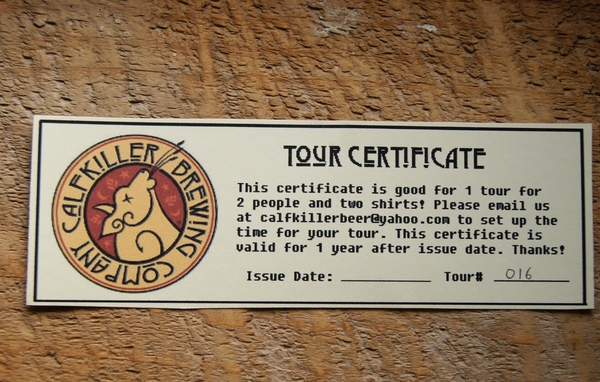 CALFKILLER BREWING COMPANY
TOUR CERTIFICATE
This certificate is good for 1 tour for
2 people and two shirts! Please email us
at calfkillerbeer@yahoo.com to set up the
time for your tour. This certificate is
valid for 1 year after issue date. Thanks!
Issue Date: Tour# 016